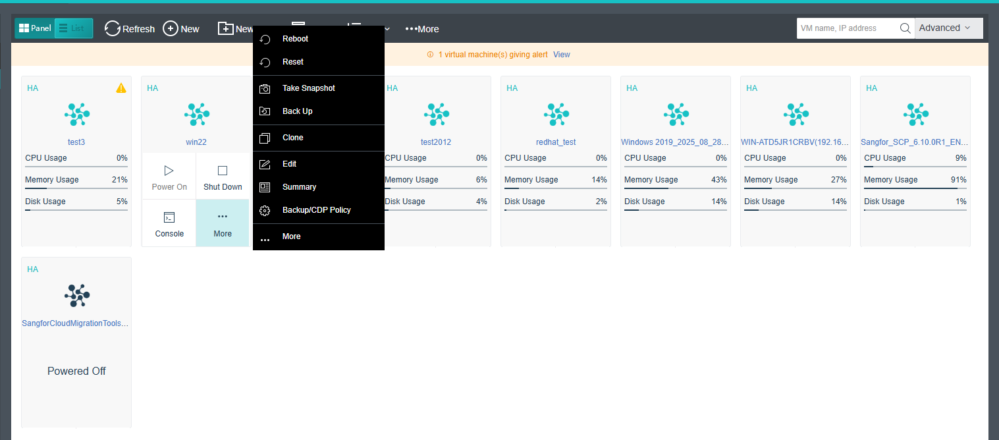 Panel
List
Refresh
New
New
More
VM name, IP address
Advanced
1 virtual machine(s) giving alert View
Reboot
Reset
Take Snapshot
Back Up
Clone
Edit
Summary
Backup/CDP Policy
More
HA
test3
CPU Usage 0%
Memory Usage 21%
Disk Usage 5%
HA
win22
Power On
Shut Down
Console
More
HA
test2012
CPU Usage 0%
Memory Usage 6%
Disk Usage 4%
HA
redhat_test
CPU Usage 0%
Memory Usage 14%
Disk Usage 2%
HA
Windows 2019_2025_08_28...
CPU Usage 0%
Memory Usage 43%
Disk Usage 14%
HA
WIN-ATD5JR1CRBV(192.16...
CPU Usage 0%
Memory Usage 27%
Disk Usage 14%
HA
Sangfor_SCP_6.10.0R1_EN...
CPU Usage 9%
Memory Usage 91%
Disk Usage 1%
HA
SangforCloudMigrationTools...
Powered Off